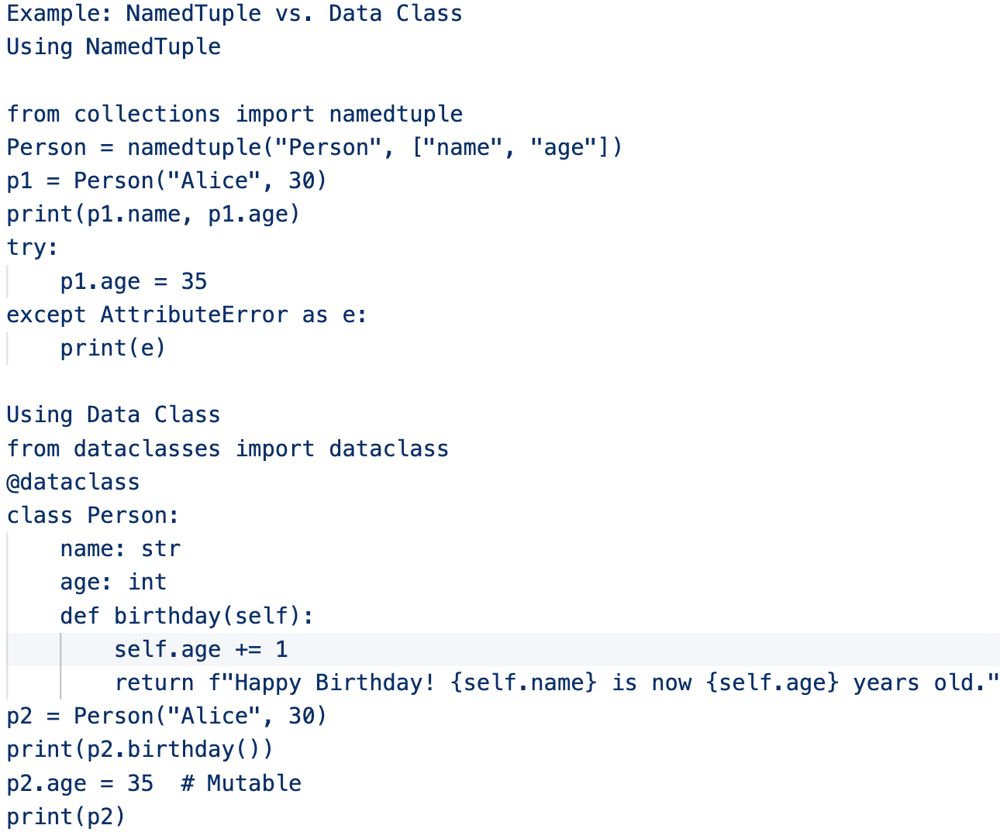 Example: NamedTuple vs. Data Class
Using NamedTuple

from collections import namedtuple
Person = namedtuple("Person", ["name", "age"])
p1 = Person("Alice", 30)
print(p1.name, p1.age)
try:
    p1.age = 35
except AttributeError as e:
    print(e)

Using Data Class
from dataclasses import dataclass
@dataclass
class Person:
    name: str
    age: int
    def birthday(self):
        self.age += 1
        return f"Happy Birthday! {self.name} is now {self.age} years old."
p2 = Person("Alice", 30)
print(p2.birthday())
p2.age = 35  # Mutable
print(p2)